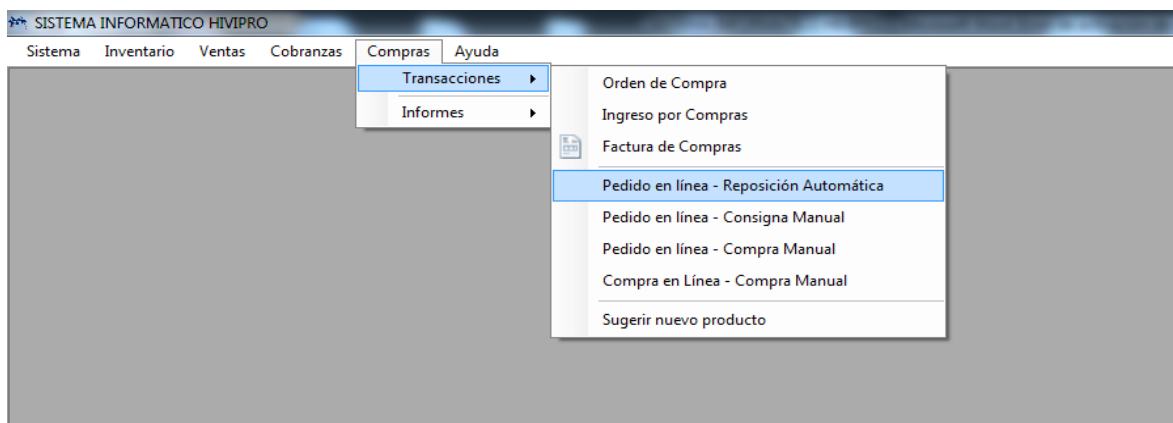 SISTEMA INFORMATICO HIVIPRO
Sistema Inventario Ventas Cobranzas Compras Ayuda
Transacciones
Informes
Orden de Compra
Ingreso por Compras
Factura de Compras
Pedido en línea - Reposición Automática
Pedido en línea - Consigna Manual
Pedido en línea - Compra Manual
Compra en Línea - Compra Manual
Sugerir nuevo producto